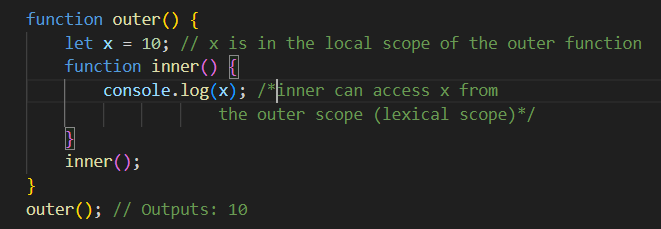 function outer() {
let x = 10; // x is in the local scope of the outer function
function inner() {
console.log(x); /*inner can access x from
the outer scope (lexical scope)*/
}
inner();
}
outer(); // Outputs: 10